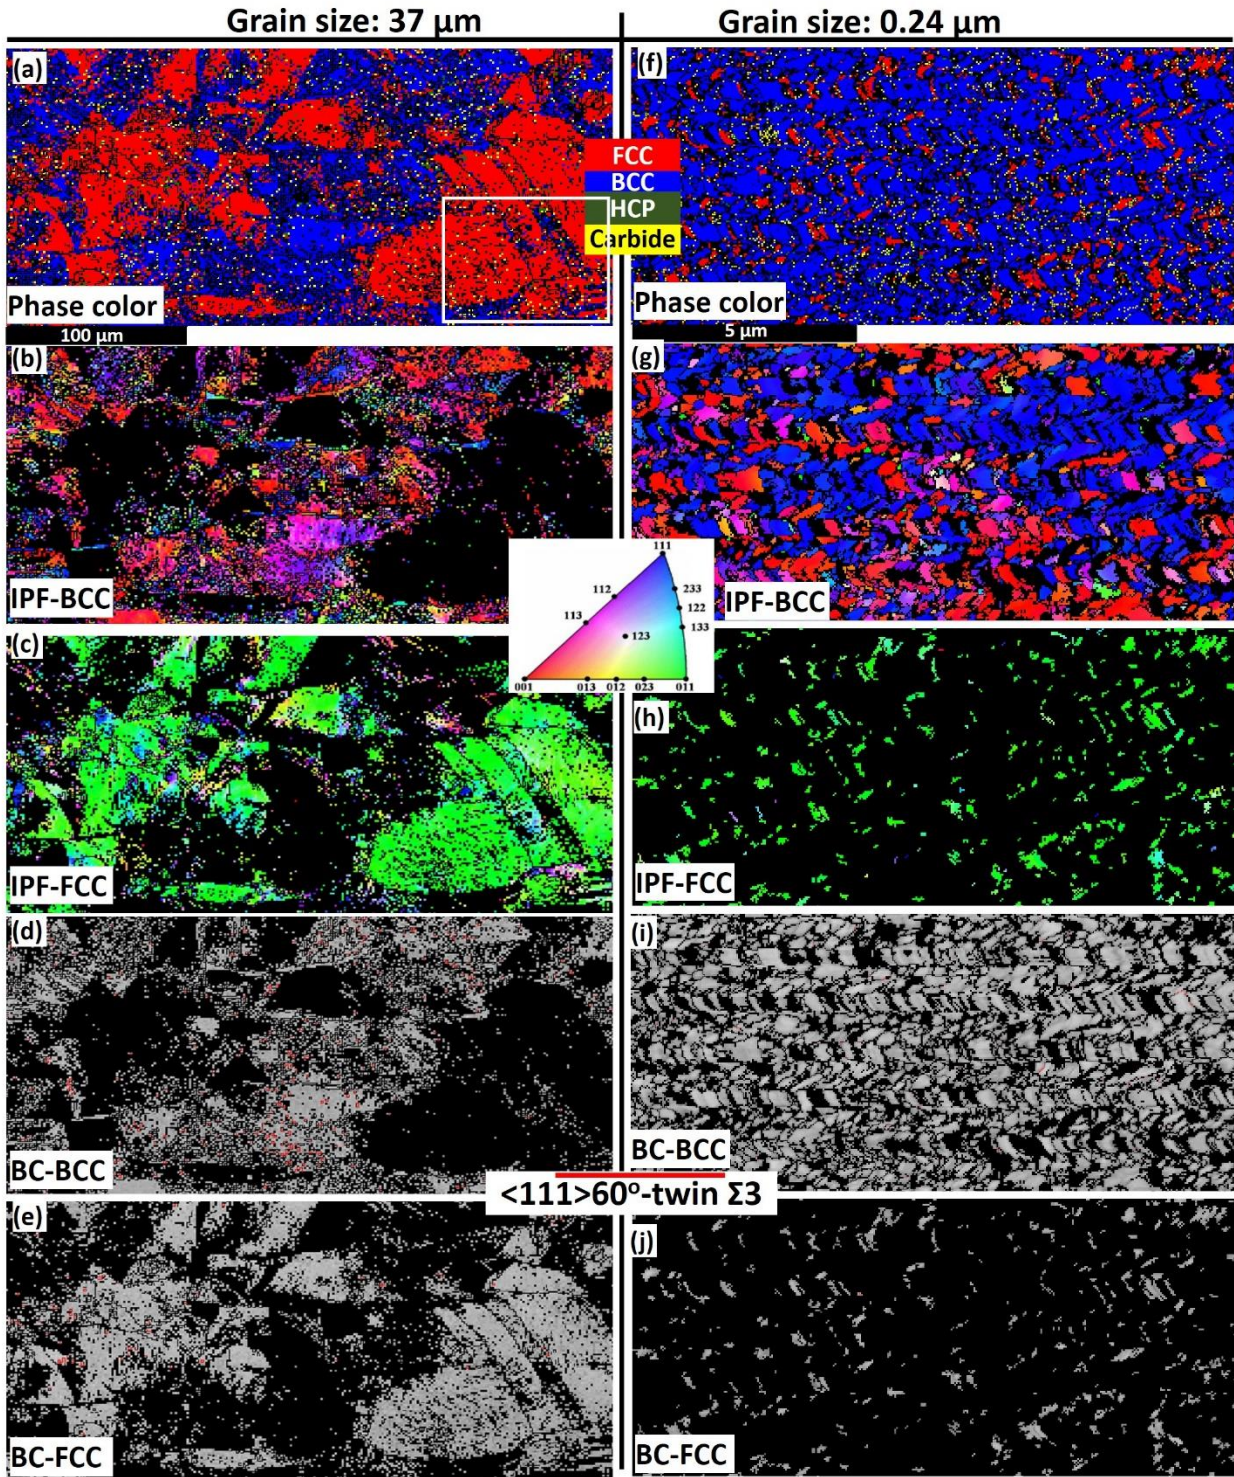 Grain size: 37 µm
Grain size: 0.24 µm
(a)
(f)
FCC
BCC
HCP
Carbide
Phase color
Phase color
100 µm
5 µm
(b)
(g)
IPF-BCC
IPF-BCC
111
233
112
122
133
113
123
001
013
012
023
011
(c)
(h)
IPF-FCC
IPF-FCC
(d)
(i)
BC-BCC
BC-BCC
<111>60º-twin Σ3
(e)
(j)
BC-FCC
BC-FCC